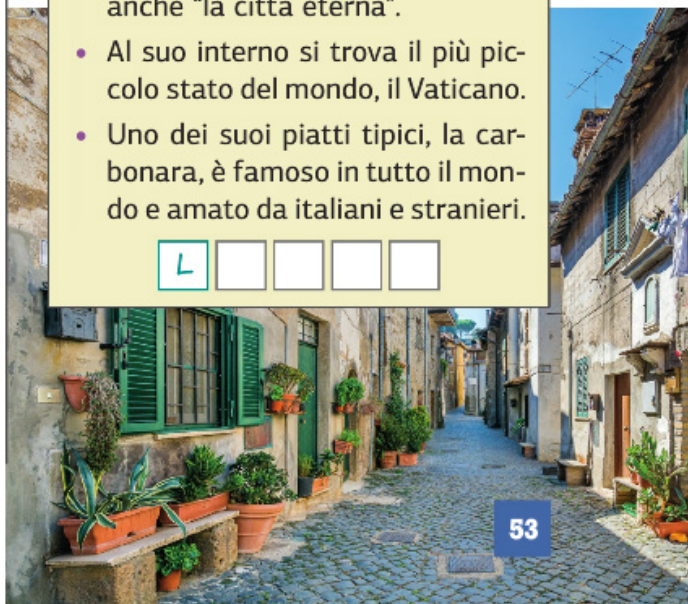 anche "la città eterna".
• Al suo interno si trova il più pic-
colo stato del mondo, il Vaticano.
• Uno dei suoi piatti tipici, la car-
bonara, è famoso in tutto il mon-
do e amato da italiani e stranieri.
L
53